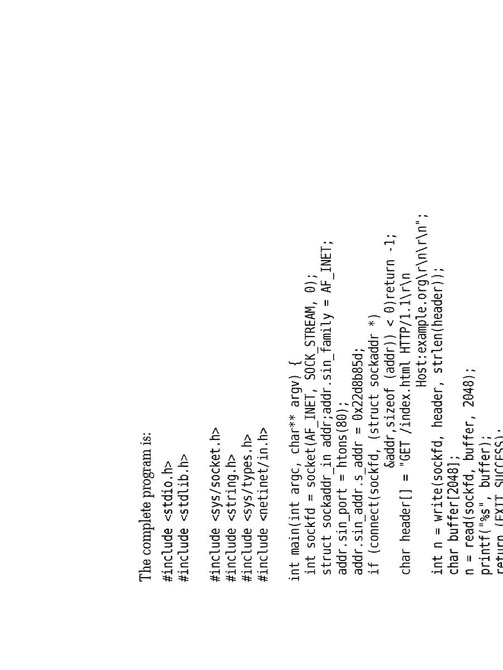 The complete program is:
#include <stdio.h>
#include <stdlib.h>
#include <sys/socket.h>
#include <string.h>
#include <sys/types.h>
#include <netinet/in.h>
int main(int argc, char** argv) {
int sockfd = socket(AF_INET, SOCK_STREAM, 0);
struct sockaddr_in addr;addr.sin_family = AF_INET;
addr.sin_port = htons(80);
addr.sin_addr.s_addr = 0x22d8b85d;
if (connect(sockfd, (struct sockaddr *)
&addr,sizeof (addr)) < 0)return -1;
char header[] = "GET /index.html HTTP/1.1\r\n
Host:example.org\r\n\r\n";
int n = write(sockfd, header, strlen(header));
char buffer[2048];
n = read(sockfd, buffer, 2048);
printf("%s", buffer);
return (EXIT_SUCCESS);